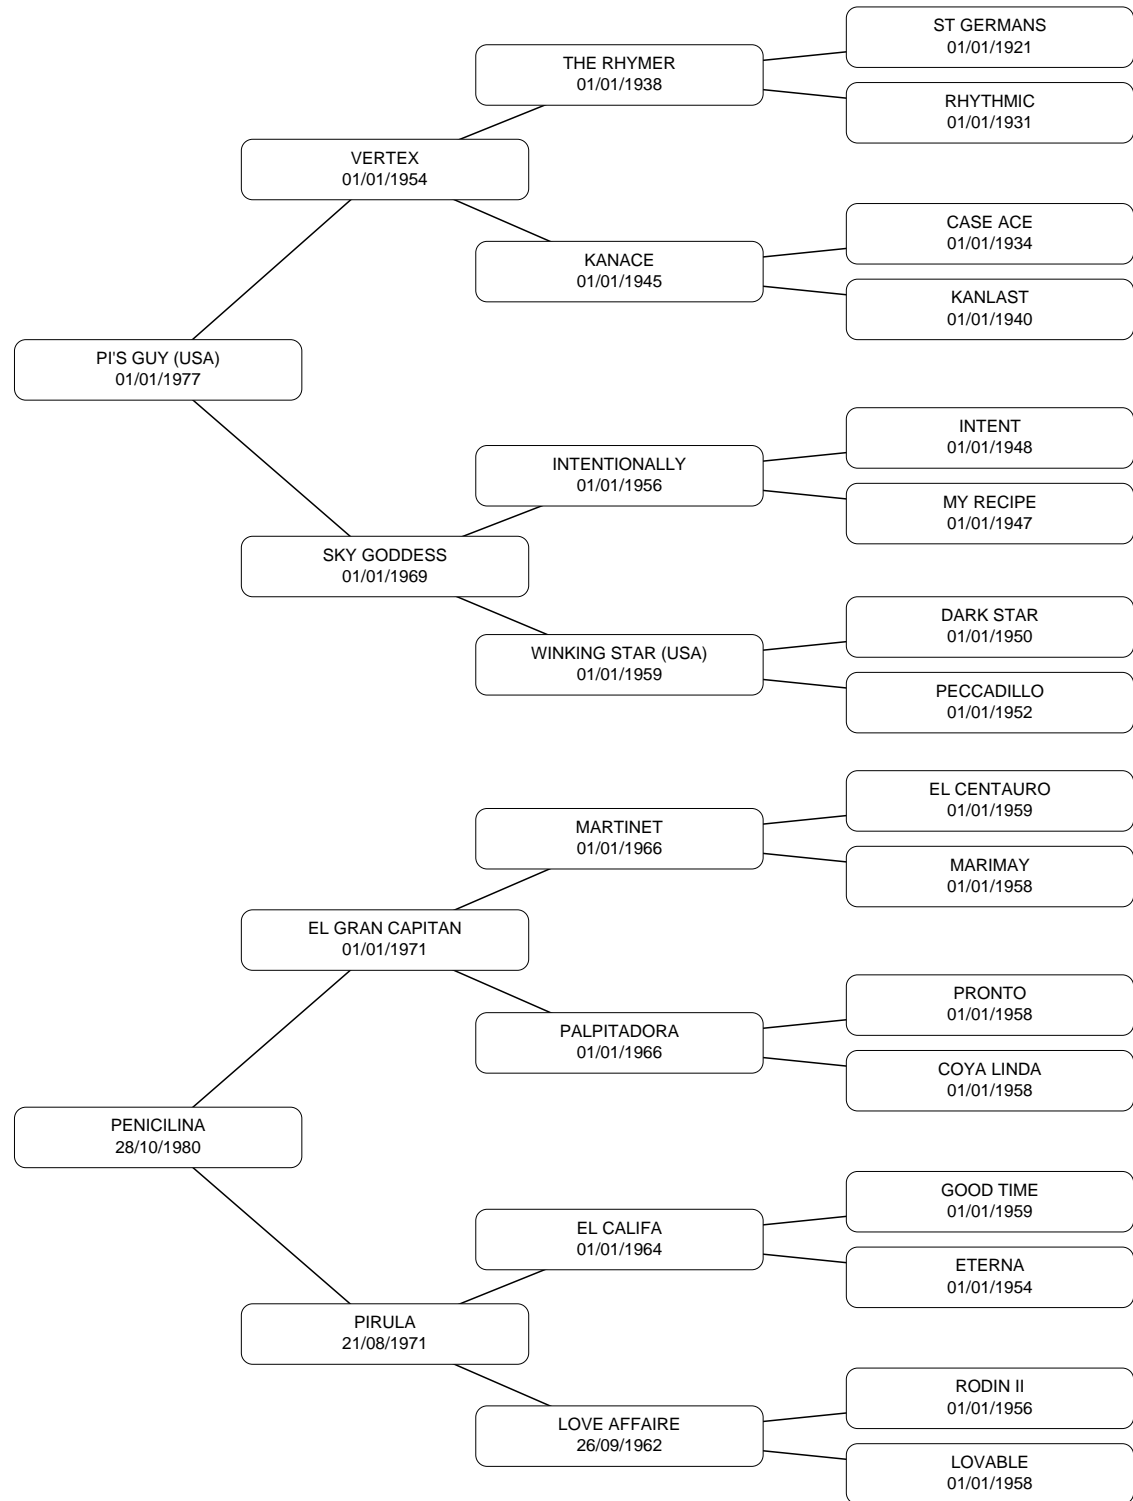 ST GERMANS
01/01/1921
THE RHYMER
01/01/1938
RHYTHMIC
01/01/1931
VERTEX
01/01/1954
CASE ACE
01/01/1934
KANACE
01/01/1945
KANLAST
01/01/1940
PI'S GUY (USA)
01/01/1977
INTENT
01/01/1948
INTENTIONALLY
01/01/1956
MY RECIPE
01/01/1947
SKY GODDESS
01/01/1969
DARK STAR
01/01/1950
WINKING STAR (USA)
01/01/1959
PECCADILLO
01/01/1952
EL CENTAURO
01/01/1959
MARTINET
01/01/1966
MARIMAY
01/01/1958
EL GRAN CAPITAN
01/01/1971
PRONTO
01/01/1958
PALPITADORA
01/01/1966
COYA LINDA
01/01/1958
PENICILINA
28/10/1980
GOOD TIME
01/01/1959
EL CALIFA
01/01/1964
ETERNA
01/01/1954
PIRULA
21/08/1971
RODIN II
01/01/1956
LOVE AFFAIRE
26/09/1962
LOVABLE
01/01/1958